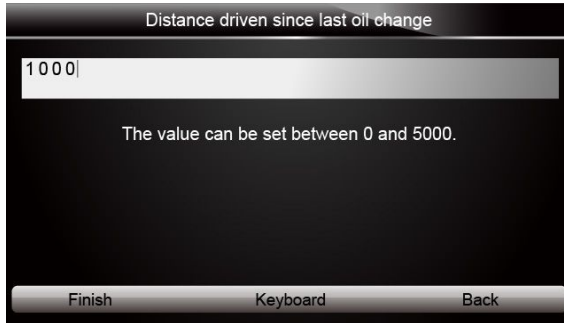 Distance driven since last oil change
1000
The value can be set between 0 and 5000.
Finish Keyboard Back